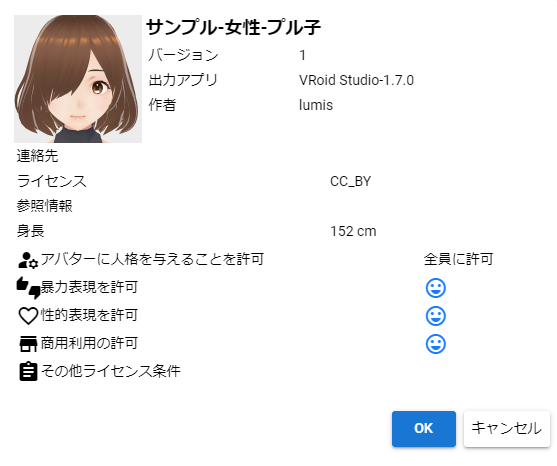 サンプル-女性-プル子
バージョン 1
出力アプリ VRoid Studio-1.7.0
作者 lumis
連絡先
ライセンス CC_BY
参照情報
身長 152 cm
アバターに人格を与えることを許可 全員に許可
暴力表現を許可
性的表現を許可
商用利用の許可
その他ライセンス条件
OK キャンセル